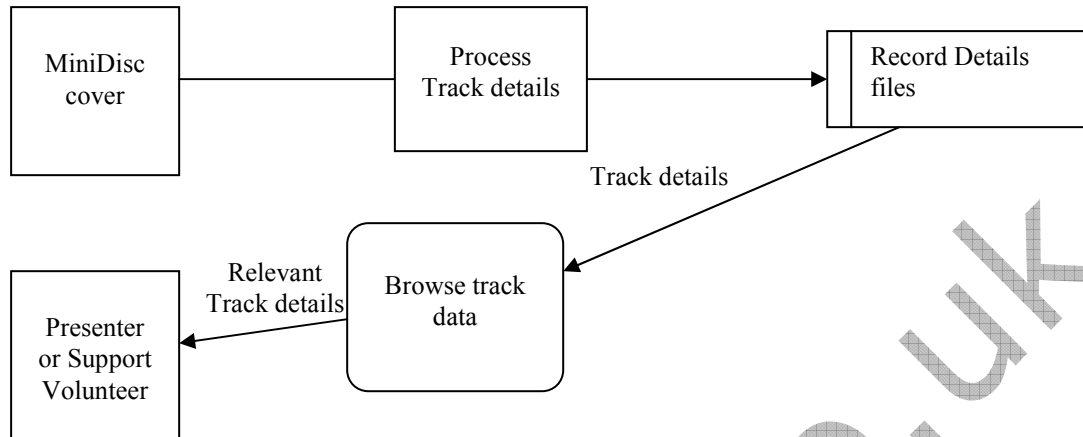 MiniDisc
cover
Process
Track details
Record Details
files
Track details
Relevant
Track details
Browse track
data
Presenter
or Support
Volunteer
.uk